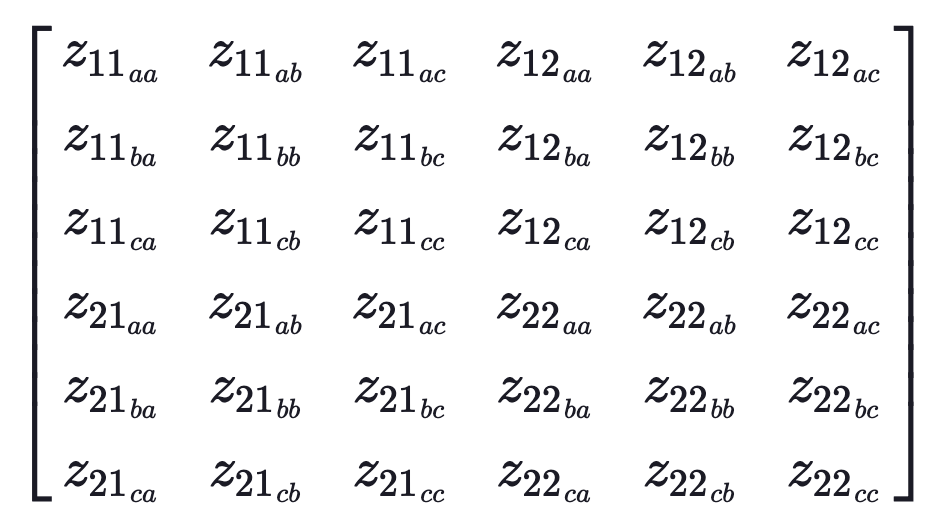 z11aa z11ab z11ac z12aa z12ab z12ac
z11ba z11bb z11bc z12ba z12bb z12bc
z11ca z11cb z11cc z12ca z12cb z12cc
z21aa z21ab z21ac z22aa z22ab z22ac
z21ba z21bb z21bc z22ba z22bb z22bc
z21ca z21cb z21cc z22ca z22cb z22cc